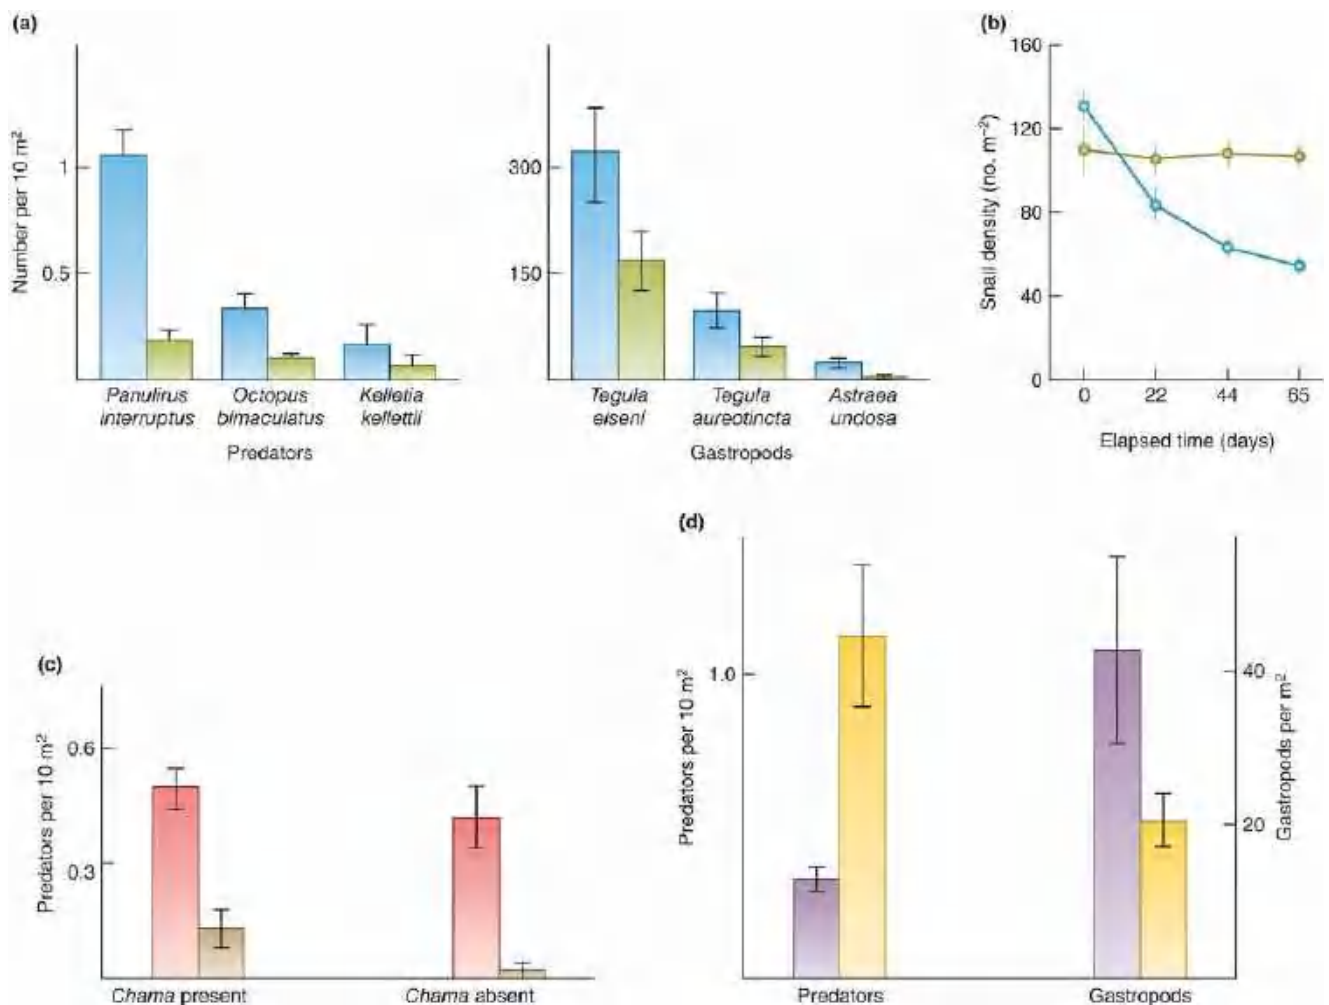 (a)
Number per 10 m²
1
0.5
Panulirus
interruptus
Octopus
bimaculatus
Kelletia
kellettii
Predators
300
150
Tegula
eiseni
Tegula
aureotincta
Astraea
undosa
Gastropods
(b)
Snail density (no. m⁻²)
160
120
80
40
0
0 22 44 65
Elapsed time (days)
(c)
Predators per 10 m²
0.6
0.3
Chama present
Chama absent
(d)
Predators per 10 m²
1.0
Predators
Gastropods
40
20
Gastropods per m²